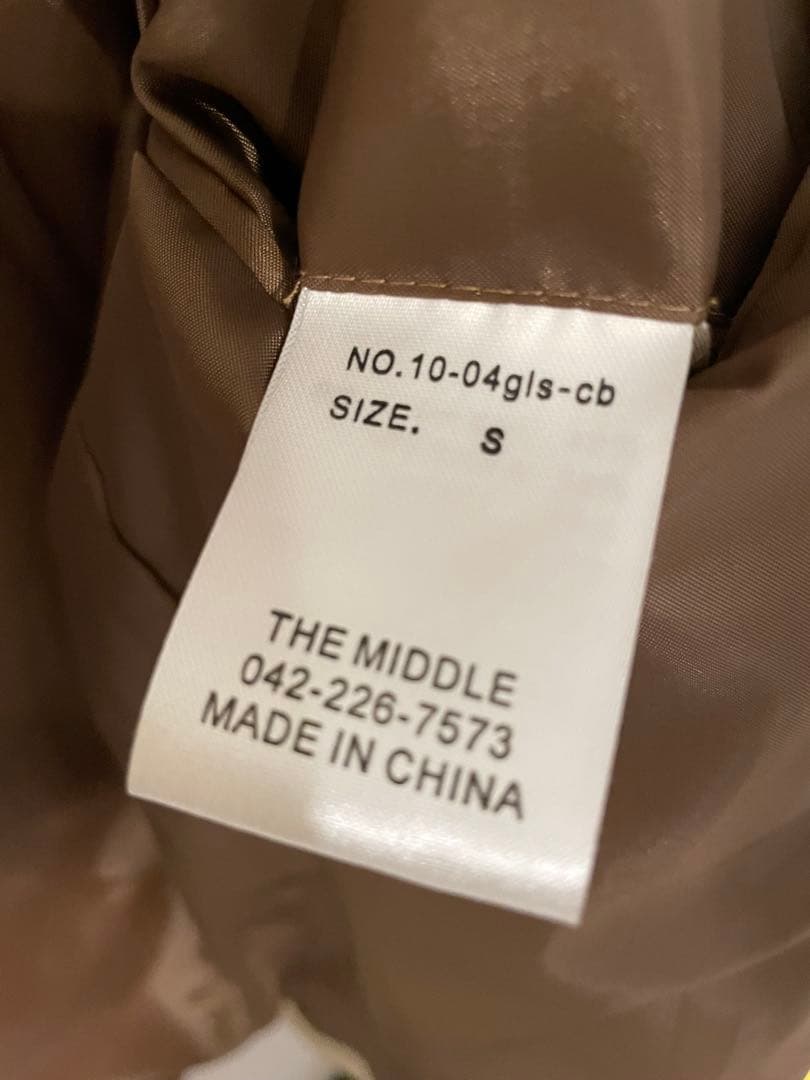 NO.10-04gls-cb
SIZE. S
THE MIDDLE
042-226-7573
MADE IN CHINA